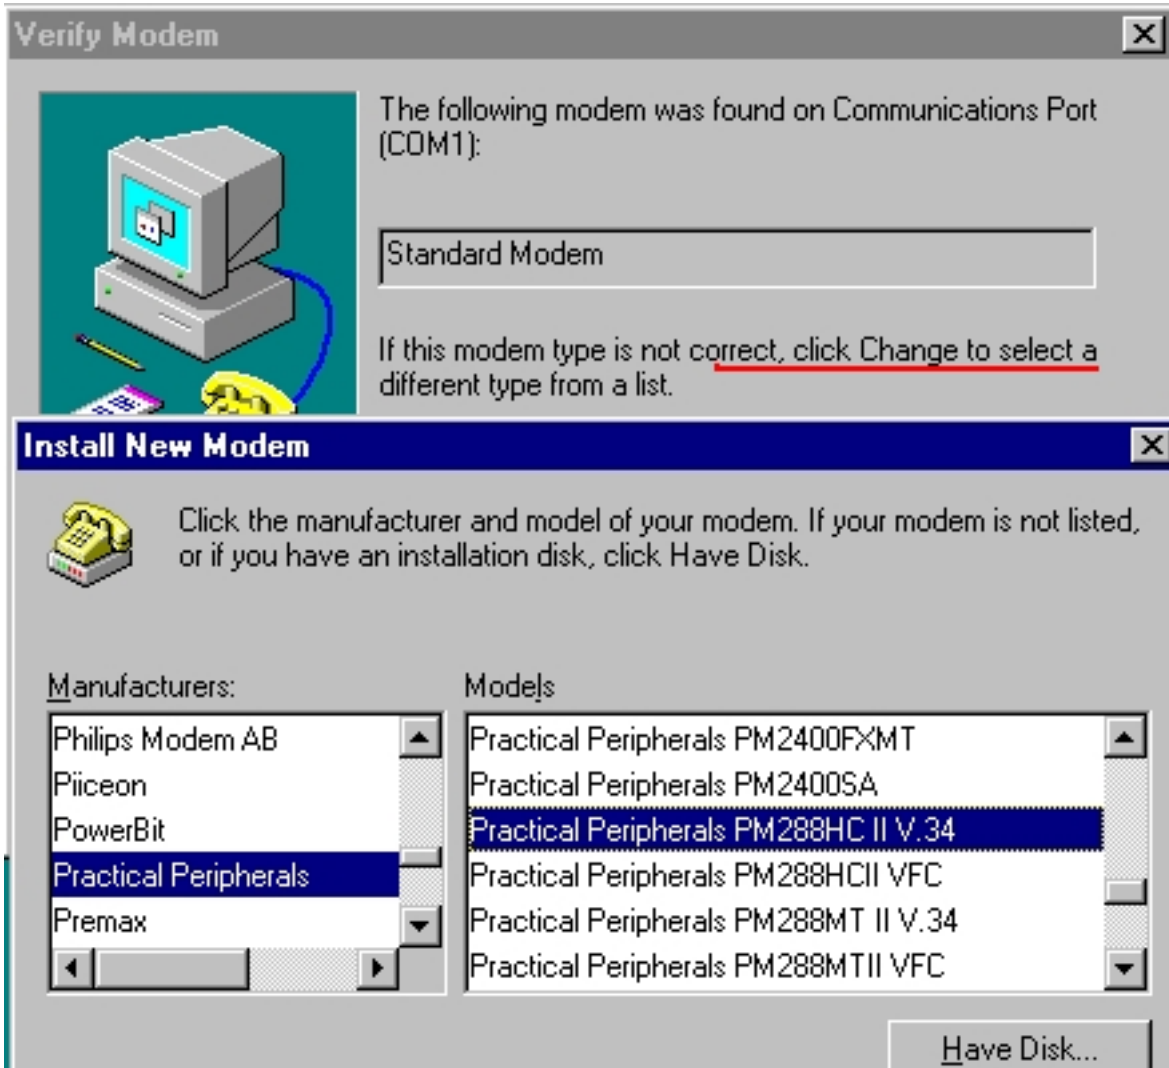 Verify Modem
The following modem was found on Communications Port
(COM1):
Standard Modem
If this modem type is not correct, click Change to select a
different type from a list.
Install New Modem
Click the manufacturer and model of your modem. If your modem is not listed,
or if you have an installation disk, click Have Disk.
Manufacturers:
Philips Modem AB
Piiceon
PowerBit
Practical Peripherals
Premax
Models
Practical Peripherals PM2400FXMT
Practical Peripherals PM2400SA
Practical Peripherals PM288HC II V.34
Practical Peripherals PM288HCII VFC
Practical Peripherals PM288MT II V.34
Practical Peripherals PM288MTII VFC
Have Disk...